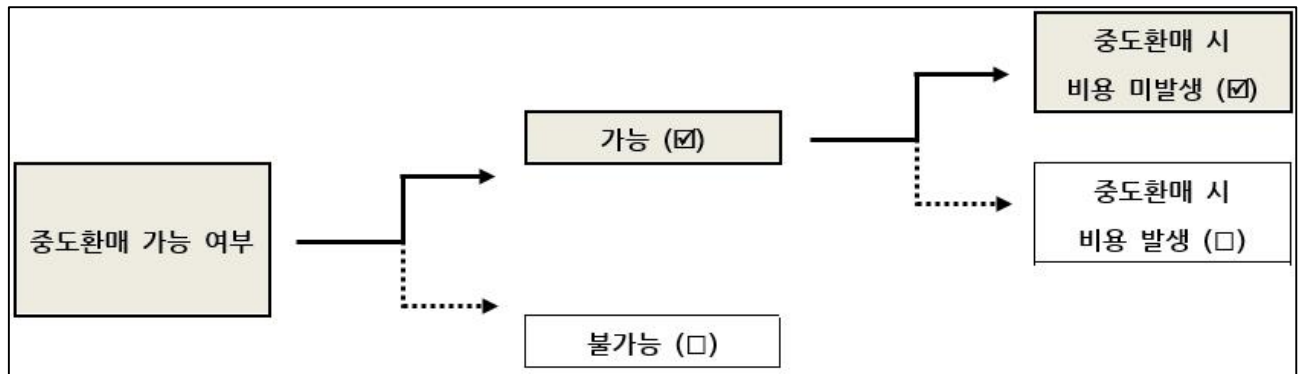 중도환매 가능 여부
가능 (☑)
불가능 (□)
중도환매 시
비용 미발생 (☑)
중도환매 시
비용 발생 (□)